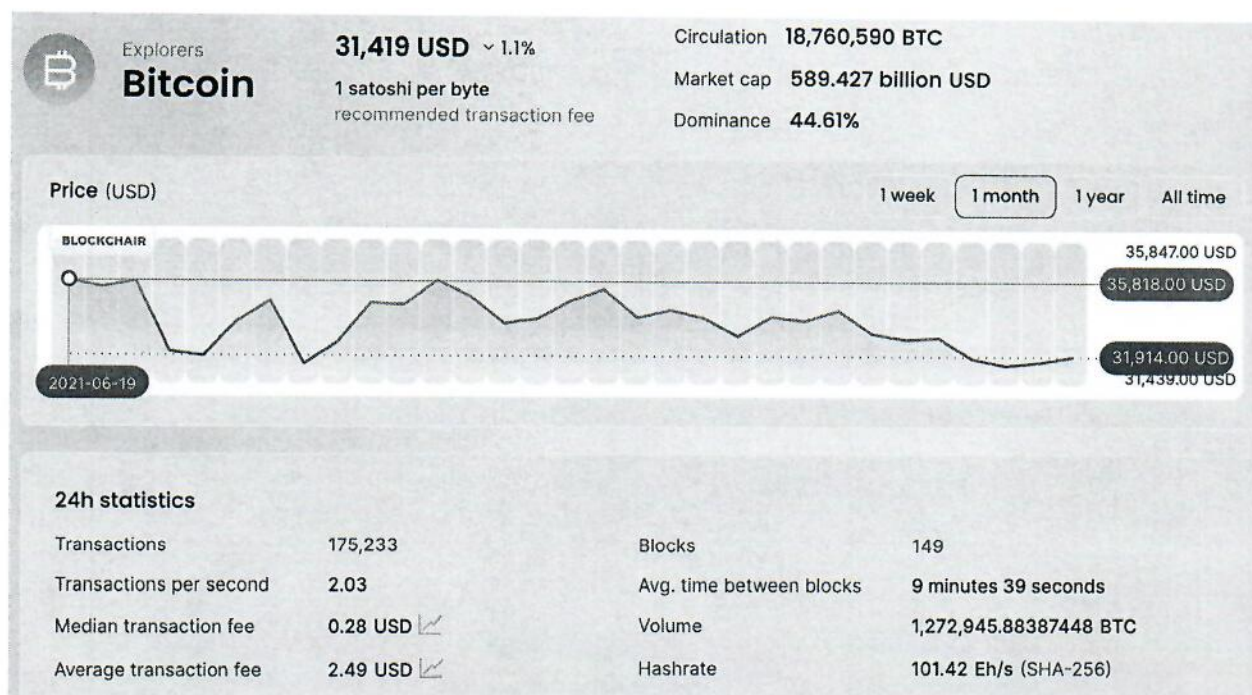 Explorers
Bitcoin
31,419 USD 1.1%
1 satoshi per byte
recommended transaction fee
Circulation 18,760,590 BTC
Market cap 589.427 billion USD
Dominance 44.61%
Price (USD)
1 week 1 month 1 year All time
BLOCKCHAIR
35,847.00 USD
35,818.00 USD
31,914.00 USD
31,439.00 USD
2021-06-19
24h statistics
Transactions 175,233
Blocks 149
Transactions per second 2.03
Avg. time between blocks 9 minutes 39 seconds
Median transaction fee 0.28 USD
Volume 1,272,945.88387448 BTC
Average transaction fee 2.49 USD
Hashrate 101.42 Eh/s (SHA-256)